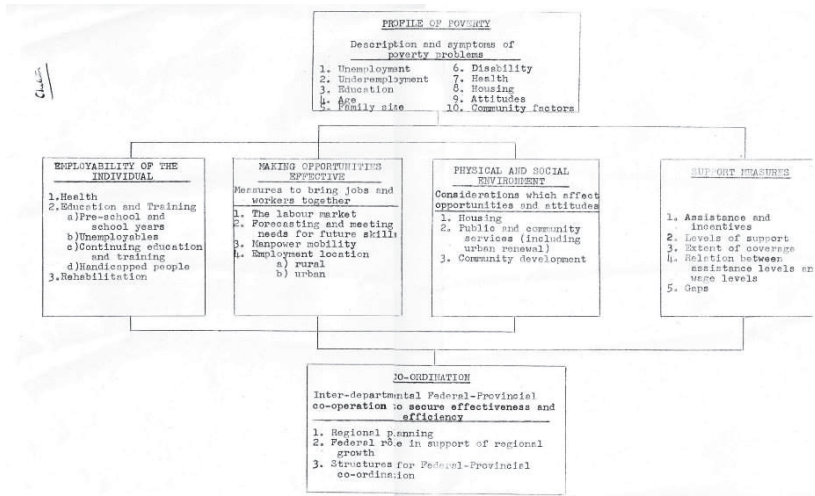 PROFILE OF POVERTY
Description and symptoms of
poverty problems
1. Unemployment
2. Underemployment
3. Education
4. Age
5. Family size
6. Disability
7. Health
8. Housing
9. Attitudes
10. Community factors
EMPLOYABILITY OF THE
INDIVIDUAL
1.Health
2.Education and Training
a)Pre-school and
school years
b)Unemployables
c)Continuing education
and training
d)Handicapped people
3.Rehabilitation
MAKING OPPORTUNITIES
EFFECTIVE
Measures to bring jobs and
workers together
1. The labour market
2. Forecasting and meeting
needs for future skills
3. Manpower mobility
4. Employment location
a) rural
b) urban
PHYSICAL AND SOCIAL
ENVIRONMENT
Considerations which affect
opportunities and attitudes
1. Housing
2. Public and community
services (including
urban renewal)
3. Community development
SUPPORT MEASURES
1. Assistance and
incentives
2. Levels of support
3. Extent of coverage
4. Relation between
assistance levels an
wage levels
5. Gaps
CO-ORDINATION
Inter-departmental Federal-Provincial
co-operation to secure effectiveness and
efficiency
1. Regional planning
2. Federal role in support of regional
growth
3. Structures for Federal-Provincial
co-ordination